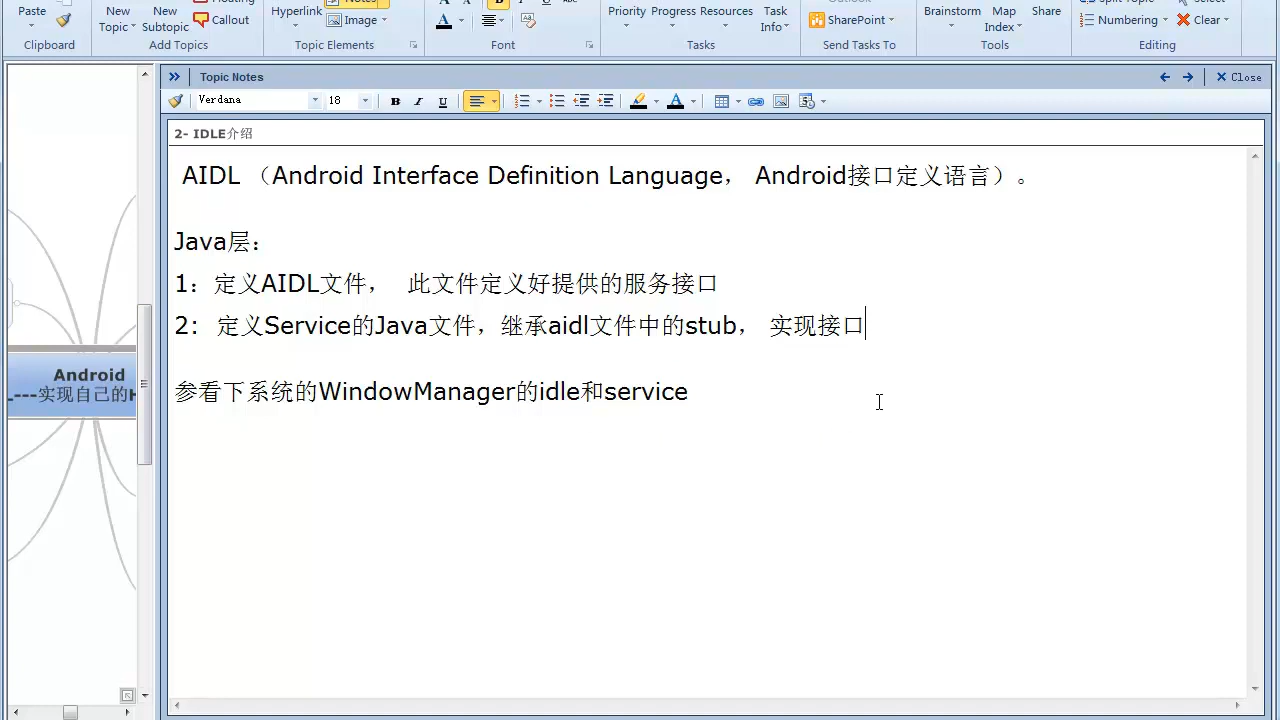 Paste
New Topic
New Subtopic
Callout
Hyperlink
Notes
Image
Priority
Progress
Resources
Task Info
SharePoint
Brainstorm
Map Index
Share
Numbering
Clear
Clipboard
Add Topics
Topic Elements
Font
Tasks
Send Tasks To
Tools
Editing
Topic Notes
Close
Verdana
18
B I U
2- IDLE介绍
AIDL （Android Interface Definition Language， Android接口定义语言）。
Java层：
1：定义AIDL文件， 此文件定义好提供的服务接口
2： 定义Service的Java文件，继承aidl文件中的stub， 实现接口
参看下系统的WindowManager的idle和service
Android
---实现自己的